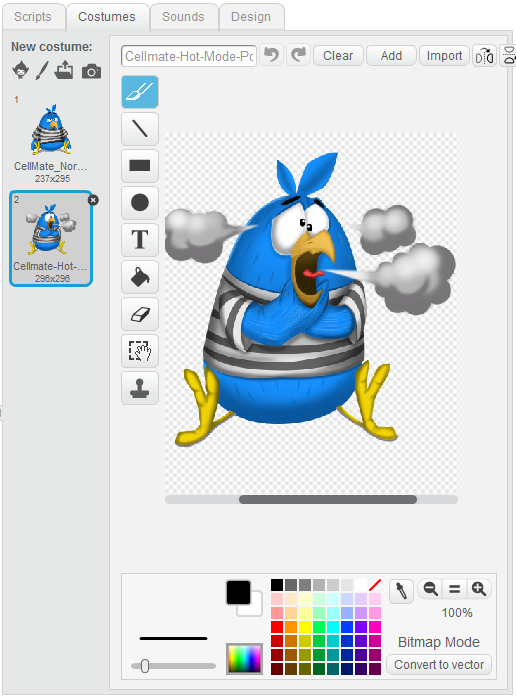 Scripts
Costumes
Sounds
Design
New costume:
Cellmate-Hot-Mode-Po
Clear
Add
Import
1
CellMate_Nor...
237x295
2
Cellmate-Hot-...
296x296
T
100%
Bitmap Mode
Convert to vector